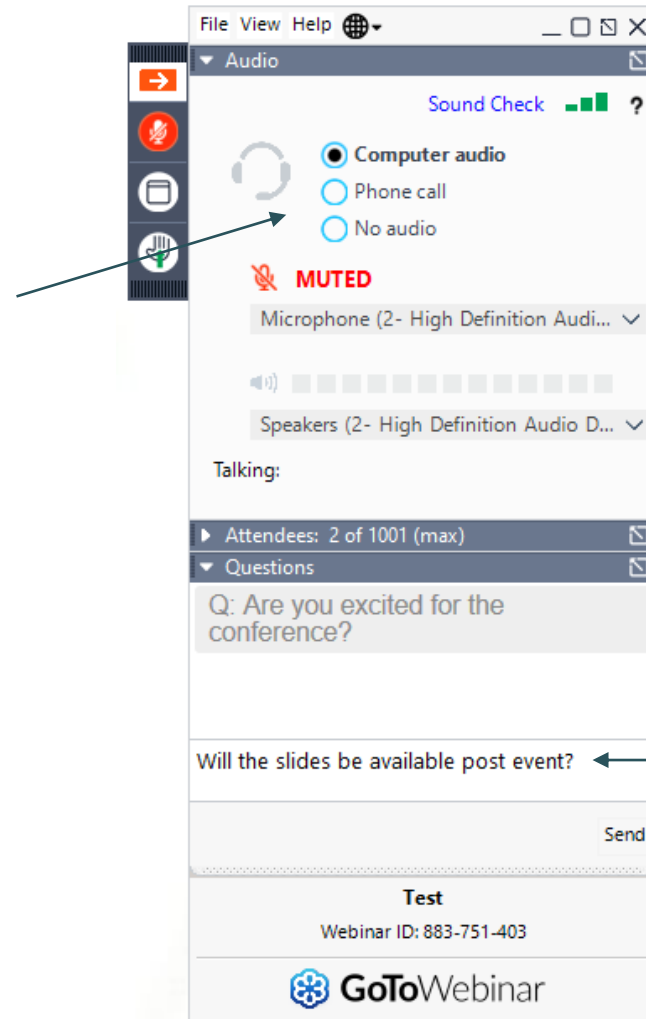 File View Help
Audio
Sound Check ?
Computer audio
Phone call
No audio
MUTED
Microphone (2- High Definition Audi...
Speakers (2- High Definition Audio D...
Talking:
Attendees: 2 of 1001 (max)
Questions
Q: Are you excited for the
conference?
Will the slides be available post event?
Send
Test
Webinar ID: 883-751-403
GoToWebinar